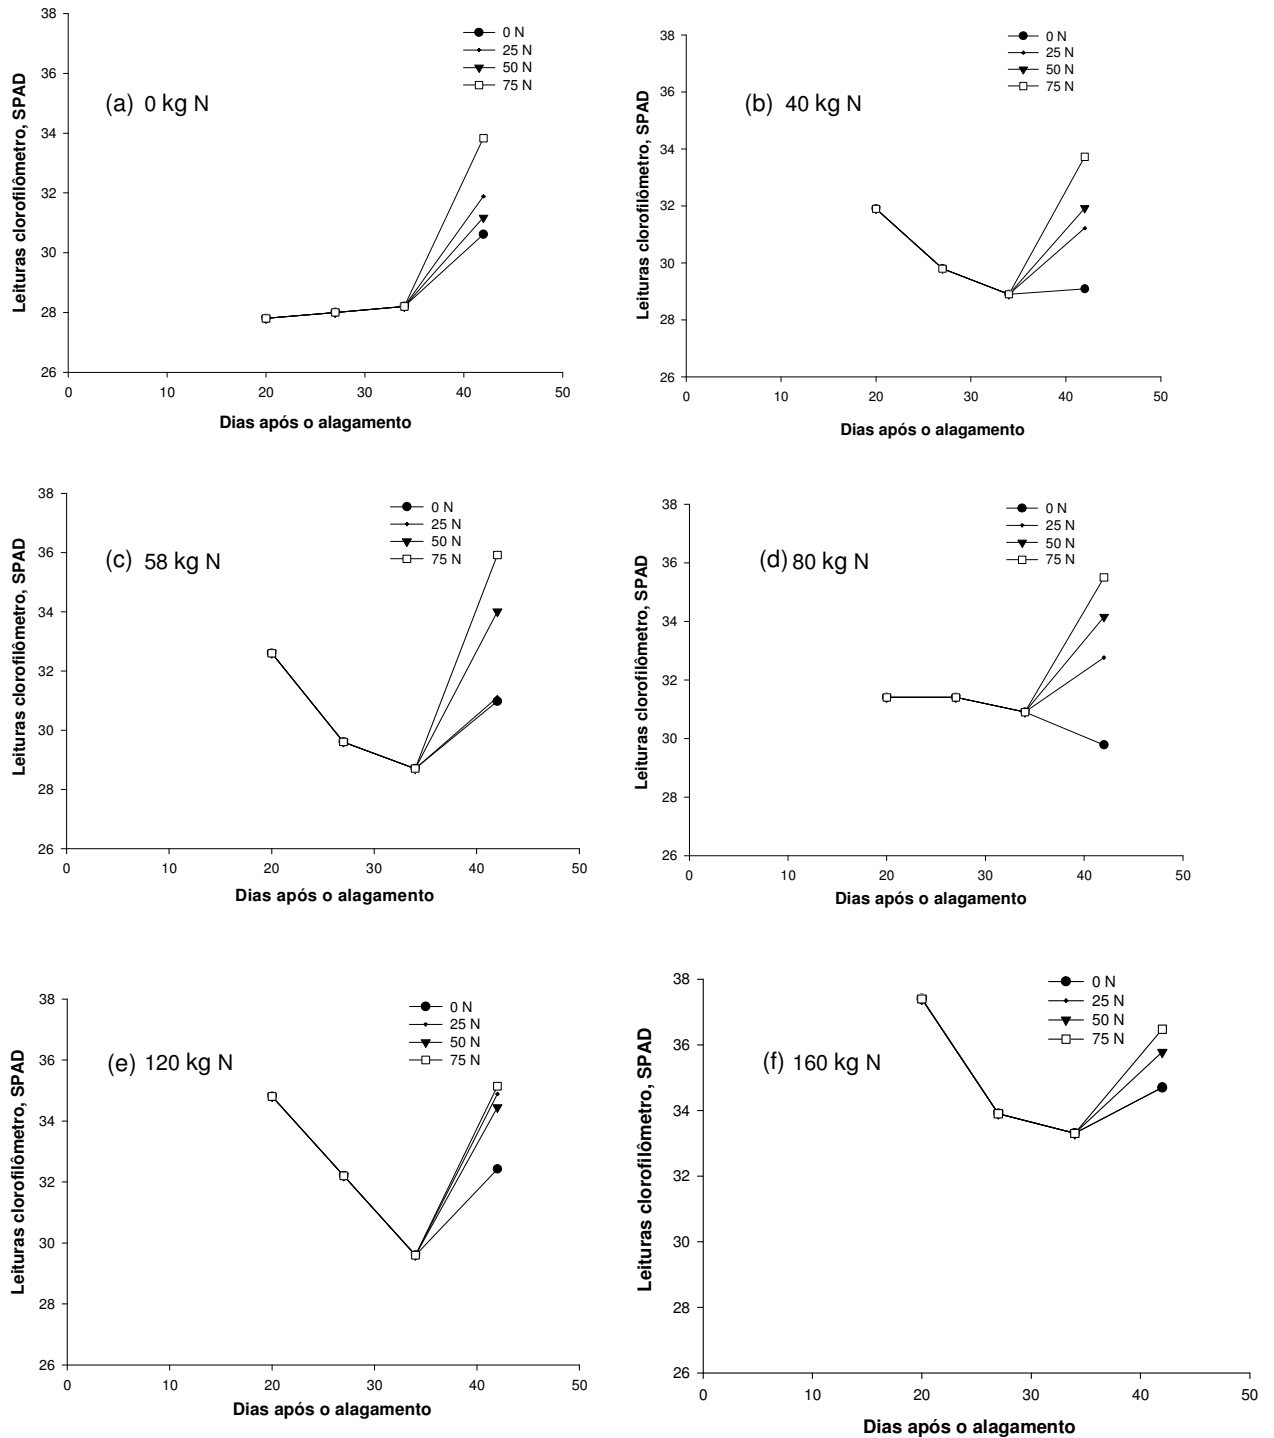 38
36
34
32
30
28
26
0 10 20 30 40 50
Leituras clorofilômetro, SPAD
Dias após o alagamento
(a) 0 kg N
0 N
25 N
50 N
75 N
38
36
34
32
30
28
26
0 10 20 30 40 50
Leituras clorofilômetro, SPAD
Dias após o alagamento
(b) 40 kg N
0 N
25 N
50 N
75 N
38
36
34
32
30
28
26
0 10 20 30 40 50
Leituras clorofilômetro, SPAD
Dias após o alagamento
(c) 58 kg N
0 N
25 N
50 N
75 N
38
36
34
32
30
28
26
0 10 20 30 40 50
Leituras clorofilômetro, SPAD
Dias após o alagamento
(d) 80 kg N
0 N
25 N
50 N
75 N
38
36
34
32
30
28
26
0 10 20 30 40 50
Leituras clorofilômetro, SPAD
Dias após o alagamento
(e) 120 kg N
0 N
25 N
50 N
75 N
38
36
34
32
30
28
26
0 10 20 30 40 50
Leituras clorofilômetro, SPAD
Dias após o alagamento
(f) 160 kg N
0 N
25 N
50 N
75 N